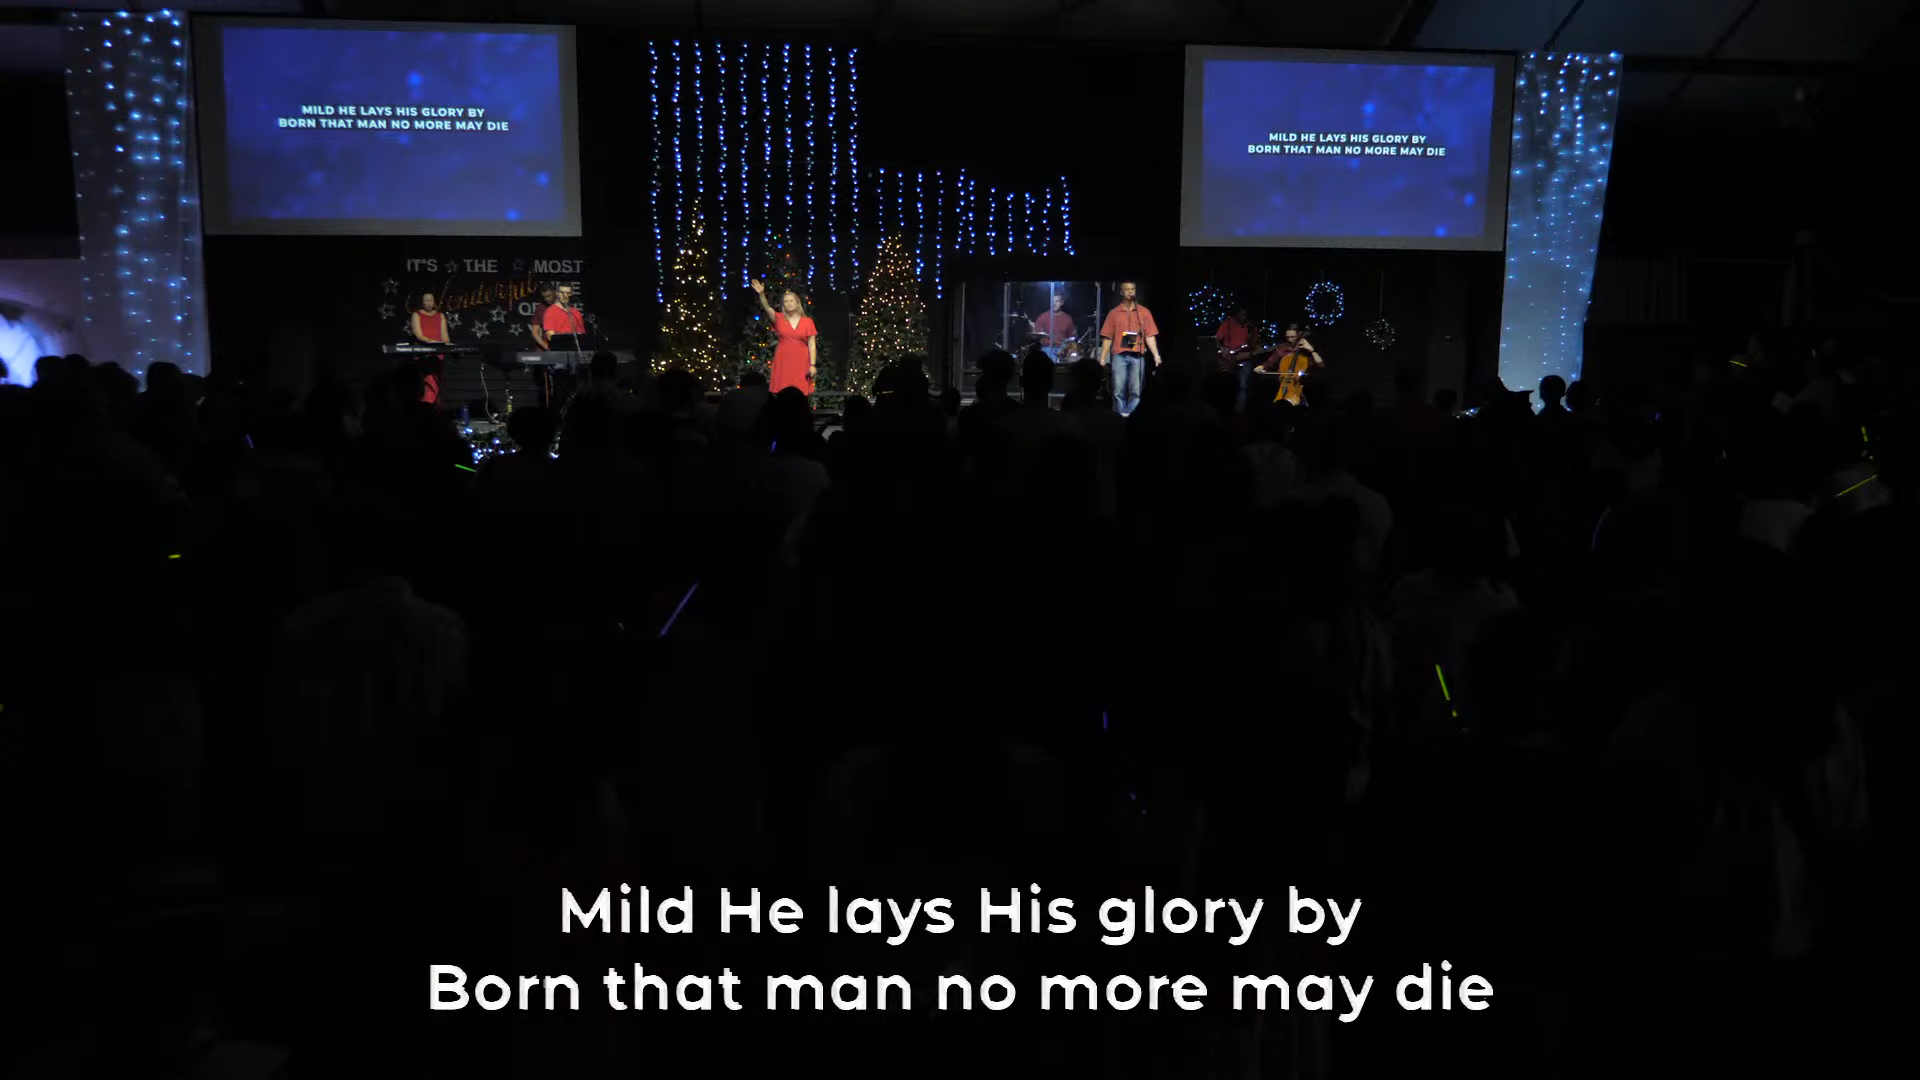 MILD HE LAYS HIS GLORY BY
BORN THAT MAN NO MORE MAY DIE
MILD HE LAYS HIS GLORY BY
BORN THAT MAN NO MORE MAY DIE
IT'S THE MOST
Wonderful
Mild He lays His glory by
Born that man no more may die